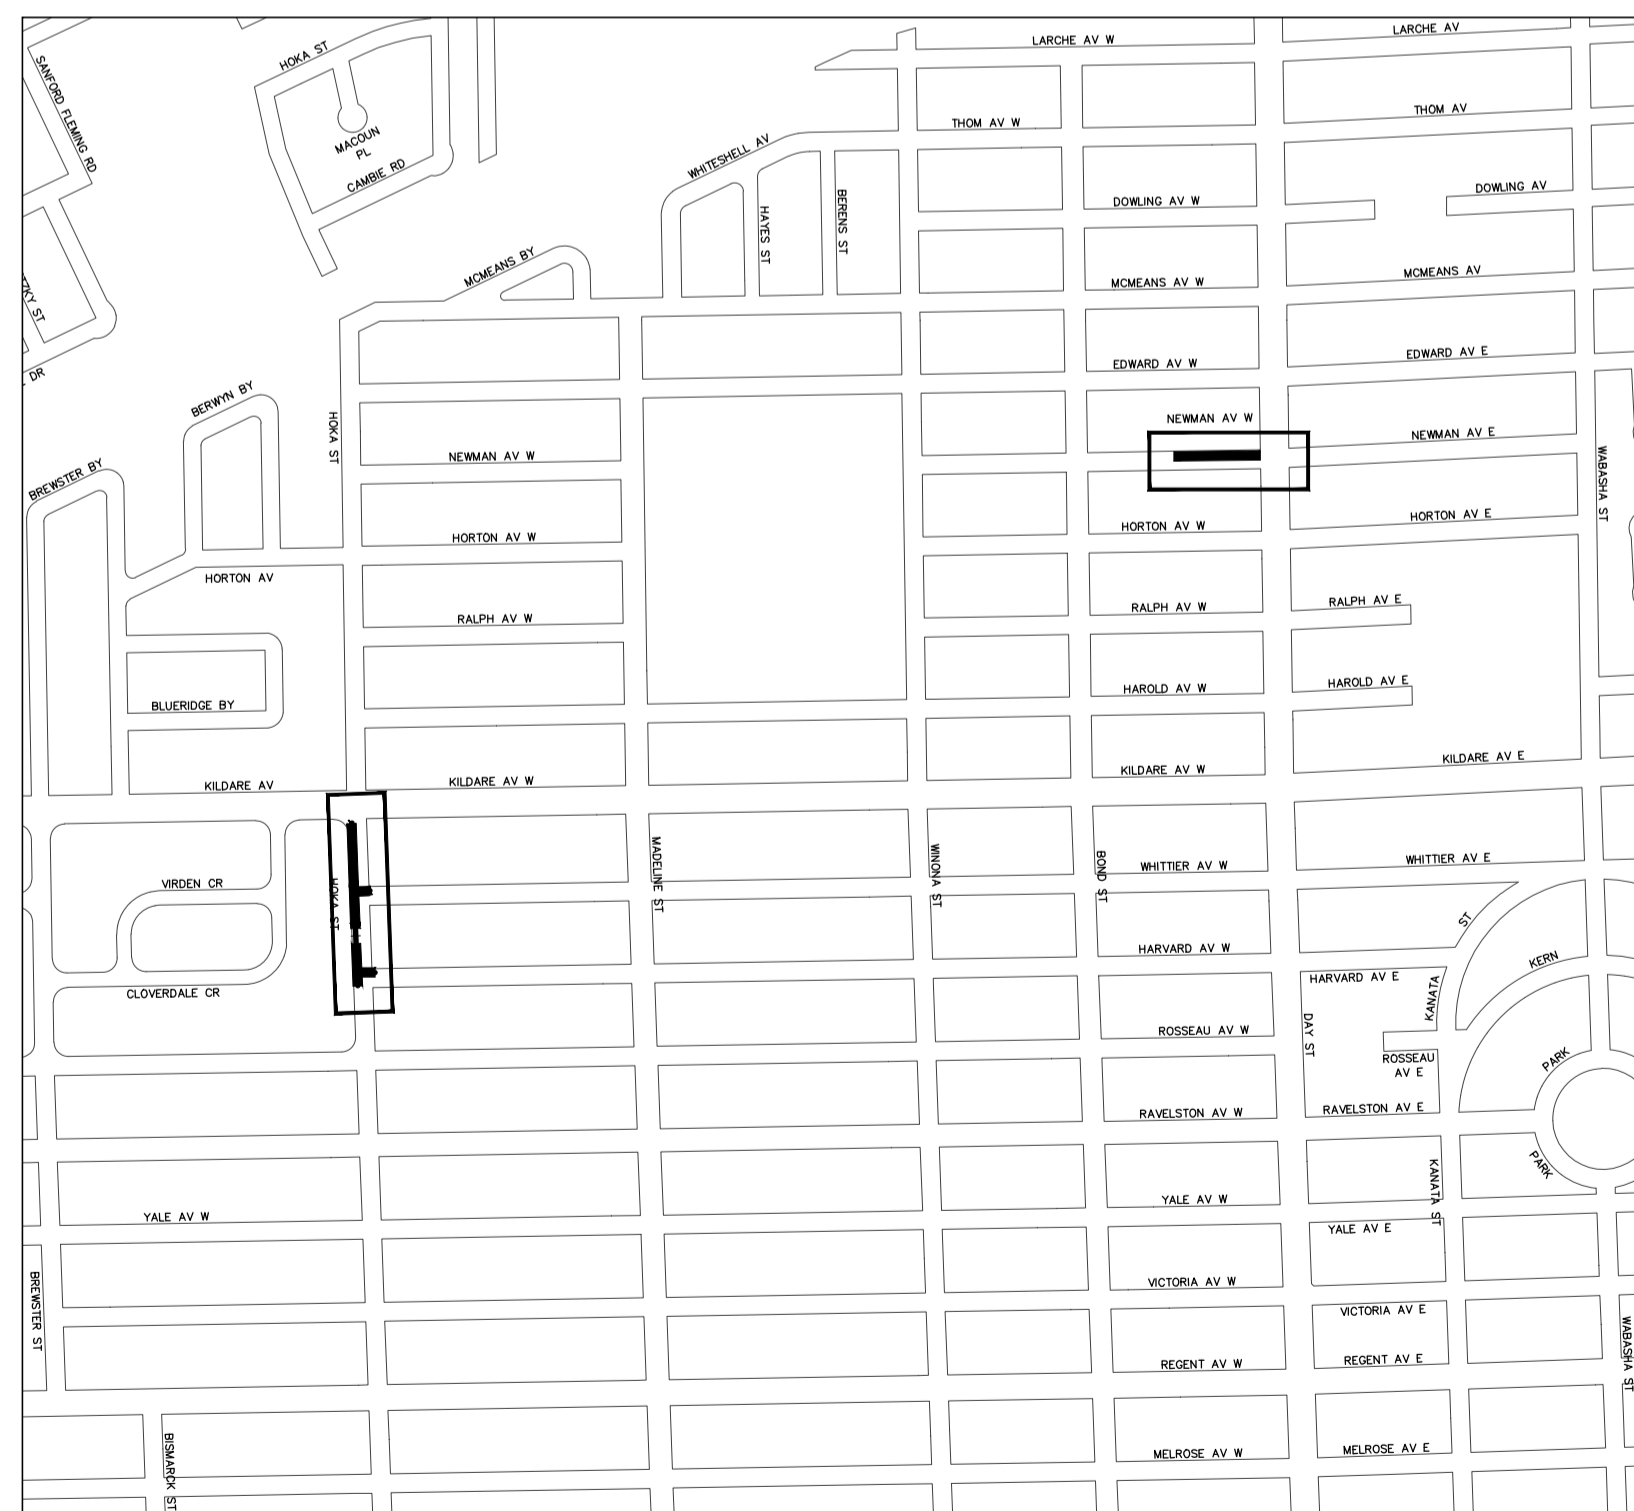 LARCHE AV
LARCHE AV W
HOKA ST
SANFORD FLEMING RD
THOM AV
THOM AV W
MACOUN
PL
WHITESHELL AV
CAMBIE RD
DOWLING AV
DOWLING AV W
BERENS ST
HAYES ST
MCMEANS BY
MCMEANS AV
MCMEANS AV W
EDWARD AV E
EDWARD AV W
DR
BERWYN BY
NEWMAN AV W
HOKA ST
NEWMAN AV E
NEWMAN AV W
BREWSTER BY
WABASHA ST
HORTON AV E
HORTON AV W
HORTON AV W
HORTON AV
RALPH AV E
RALPH AV W
RALPH AV W
HAROLD AV E
HAROLD AV W
BLUERIDGE BY
KILDARE AV E
KILDARE AV W
KILDARE AV W
KILDARE AV
MADELINE ST
WINONA ST
BOND ST
WHITTIER AV W
WHITTIER AV E
VIRDEN CR
HOKA ST
ST
HARVARD AV W
KERN
HARVARD AV E
KANATA
CLOVERDALE CR
ROSSEAU AV W
DAY ST
ROSSEAU
AV E
PARK
RAVELSTON AV W
RAVELSTON AV E
PARK
KANATA ST
YALE AV W
YALE AV W
YALE AV E
VICTORIA AV W
BREWSTER ST
VICTORIA AV E
WABASHA ST
REGENT AV W
REGENT AV E
MELROSE AV W
MELROSE AV E
BISMARCK ST